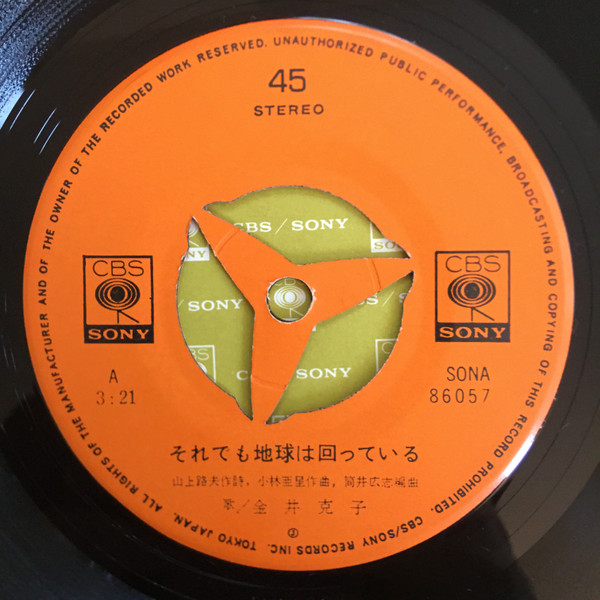 ALL RIGHTS OF THE MANUFACTURER AND OF THE OWNER OF THE RECORDED WORK RESERVED. UNAUTHORIZED PUBLIC PERFORMANCE, BROADCASTING AND COPYING OF THIS RECORD PROHIBITED. CBS/SONY RECORDS INC. TOKYO JAPAN.
45
STEREO
CBS/SONY
CBS
SONY
CBS
SONY
SONY
SONY
SONY
CBS
SONY
A
3:21
SONA
86057
それでも地球は回っている
山上路夫作詩, 小林亜星作曲, 筒井広志編曲
歌/金井克子
Ⓟ